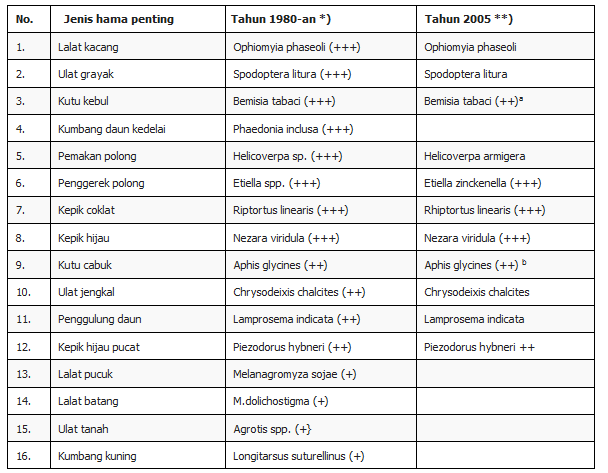 No. Jenis hama penting Tahun 1980-an *) Tahun 2005 **)
1. Lalat kacang Ophiomyia phaseoli (+++) Ophiomyia phaseoli
2. Ulat grayak Spodoptera litura (+++) Spodoptera litura
3. Kutu kebul Bemisia tabaci (+++) Bemisia tabaci (++)ᵃ
4. Kumbang daun kedelai Phaedonia inclusa (+++)
5. Pemakan polong Helicoverpa sp. (+++) Helicoverpa armigera
6. Penggerek polong Etiella spp. (+++) Etiella zinckenella (+++)
7. Kepik coklat Riptortus linearis (+++) Rhiptortus linearis (+++)
8. Kepik hijau Nezara viridula (+++) Nezara viridula (+++)
9. Kutu cabuk Aphis glycines (++) Aphis glycines (++) ᵇ
10. Ulat jengkal Chrysodeixis chalcites (++) Chrysodeixis chalcites
11. Penggulung daun Lamprosema indicata (++) Lamprosema indicata
12. Kepik hijau pucat Piezodorus hybneri (++) Piezodorus hybneri ++
13. Lalat pucuk Melanagromyza sojae (+)
14. Lalat batang M.dolichostigma (+)
15. Ulat tanah Agrotis spp. (+}
16. Kumbang kuning Longitarsus suturellinus (+)